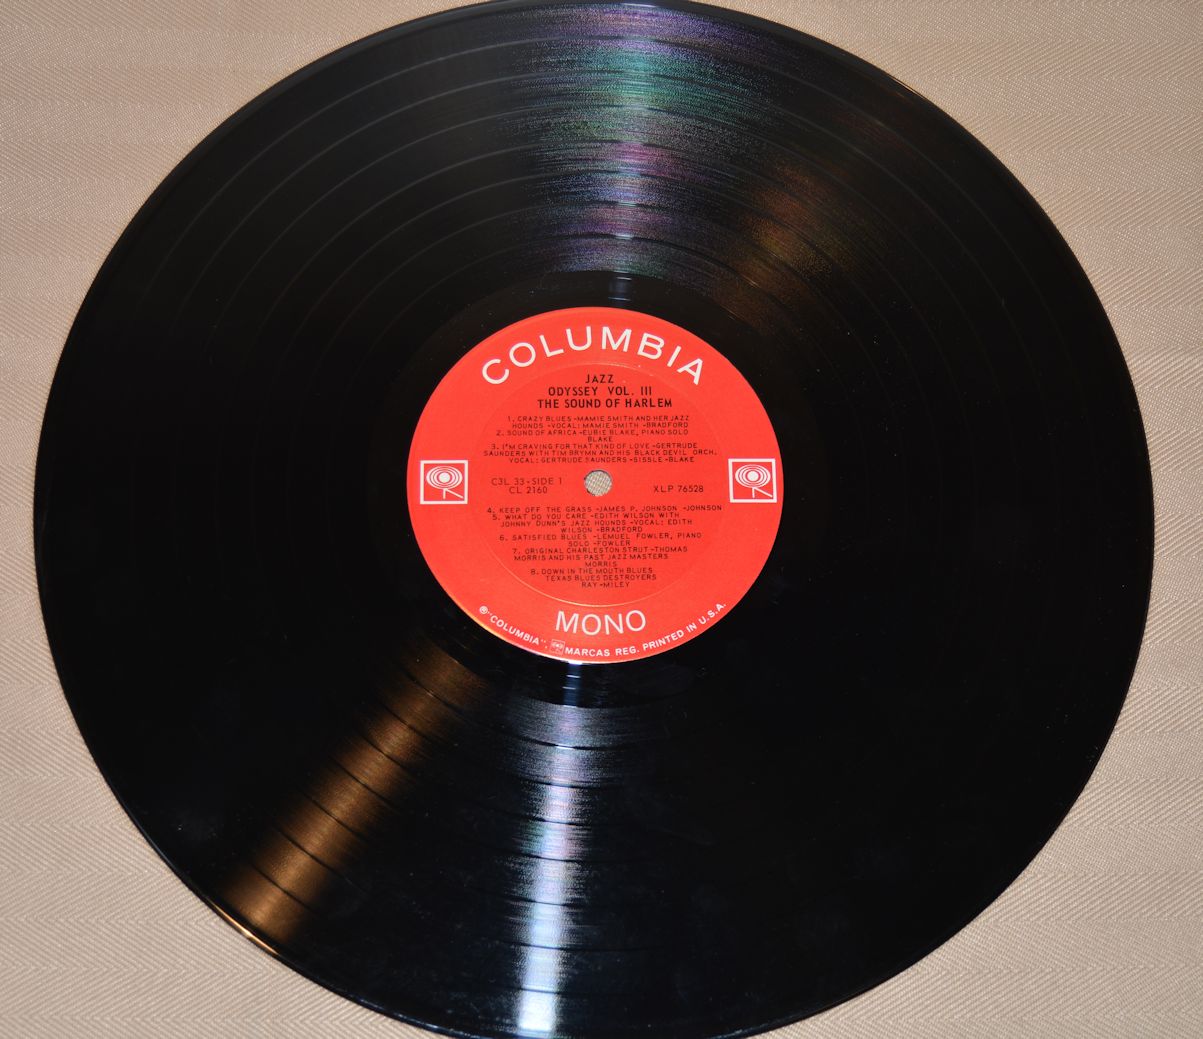 COLUMBIA
JAZZ
ODYSSEY VOL. III
THE SOUND OF HARLEM
1. CRAZY BLUES -MAMIE SMITH AND HER JAZZ
HOUNDS -VOCAL: MAMIE SMITH -BRADFORD
2. SOUND OF AFRICA -EUBIE BLAKE, PIANO SOLO
BLAKE
3. I'M CRAVING FOR THAT KIND OF LOVE -GERTRUDE
SAUNDERS WITH TIM BRYMN AND HIS BLACK DEVIL ORCH.
VOCAL: GERTRUDE SAUNDERS -SISSLE -BLAKE
C3L 33 - SIDE 1
CL 2160
XLP 76528
4. KEEP OFF THE GRASS -JAMES P. JOHNSON -JOHNSON
5. WHAT DO YOU CARE -EDITH WILSON WITH
JOHNNY DUNN'S JAZZ HOUNDS -VOCAL: EDITH
WILSON -BRADFORD
6. SATISFIED BLUES -LEMUEL FOWLER, PIANO
SOLO -FOWLER
7. ORIGINAL CHARLESTON STRUT -THOMAS
MORRIS AND HIS PAST JAZZ MASTERS
MORRIS
8. DOWN IN THE MOUTH BLUES
TEXAS BLUES DESTROYERS
RAY -MILEY
MONO
® "COLUMBIA", MARCAS REG. PRINTED IN U.S.A.